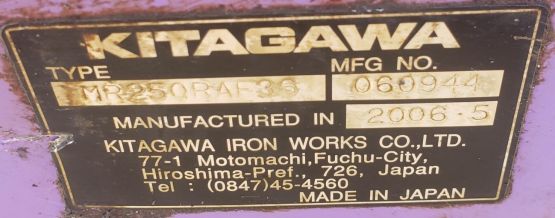 KITAGAWA
TYPE MFG NO.
MR250RAF39 060944
MANUFACTURED IN 2006·5
KITAGAWA IRON WORKS CO.,LTD.
77-1 Motomachi,Fuchu-City,
Hiroshima-Pref., 726, Japan
Tel : (0847)45-4560
MADE IN JAPAN